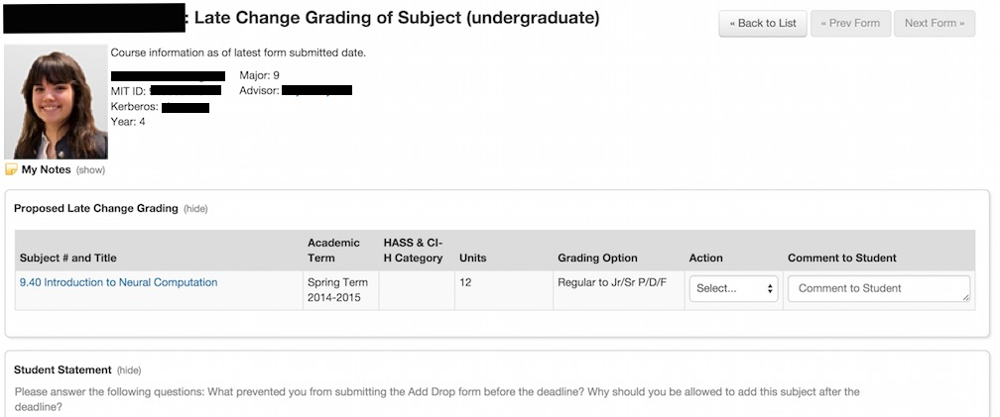 : Late Change Grading of Subject (undergraduate)
« Back to List
« Prev Form
Next Form »
Course information as of latest form submitted date.
Major: 9
MIT ID:
Advisor:
Kerberos:
Year: 4
My Notes (show)
Proposed Late Change Grading (hide)
Subject # and Title
Academic
Term
HASS & CI-
H Category
Units
Grading Option
Action
Comment to Student
9.40 Introduction to Neural Computation
Spring Term
2014-2015
12
Regular to Jr/Sr P/D/F
Select...
Comment to Student
Student Statement (hide)
Please answer the following questions: What prevented you from submitting the Add Drop form before the deadline? Why should you be allowed to add this subject after the
deadline?